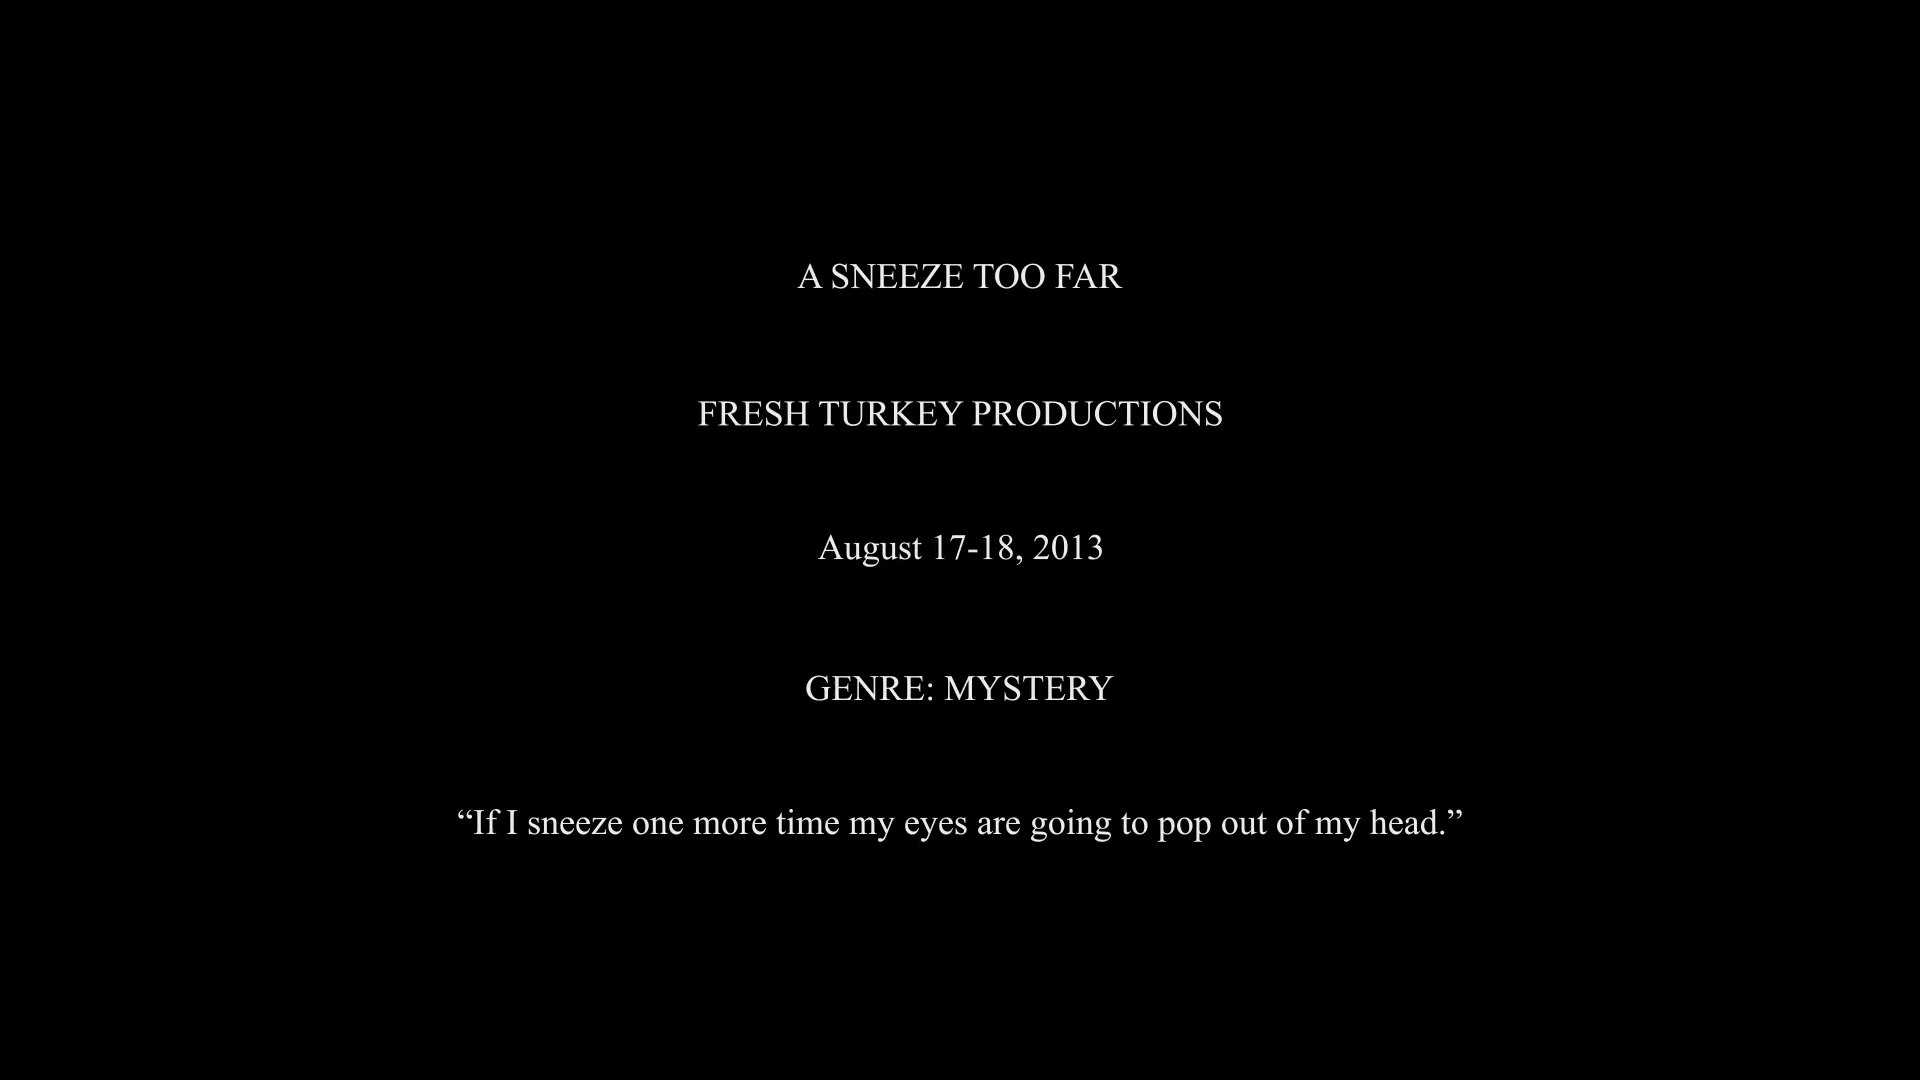 A SNEEZE TOO FAR
FRESH TURKEY PRODUCTIONS
August 17-18, 2013
GENRE: MYSTERY
“If I sneeze one more time my eyes are going to pop out of my head.”